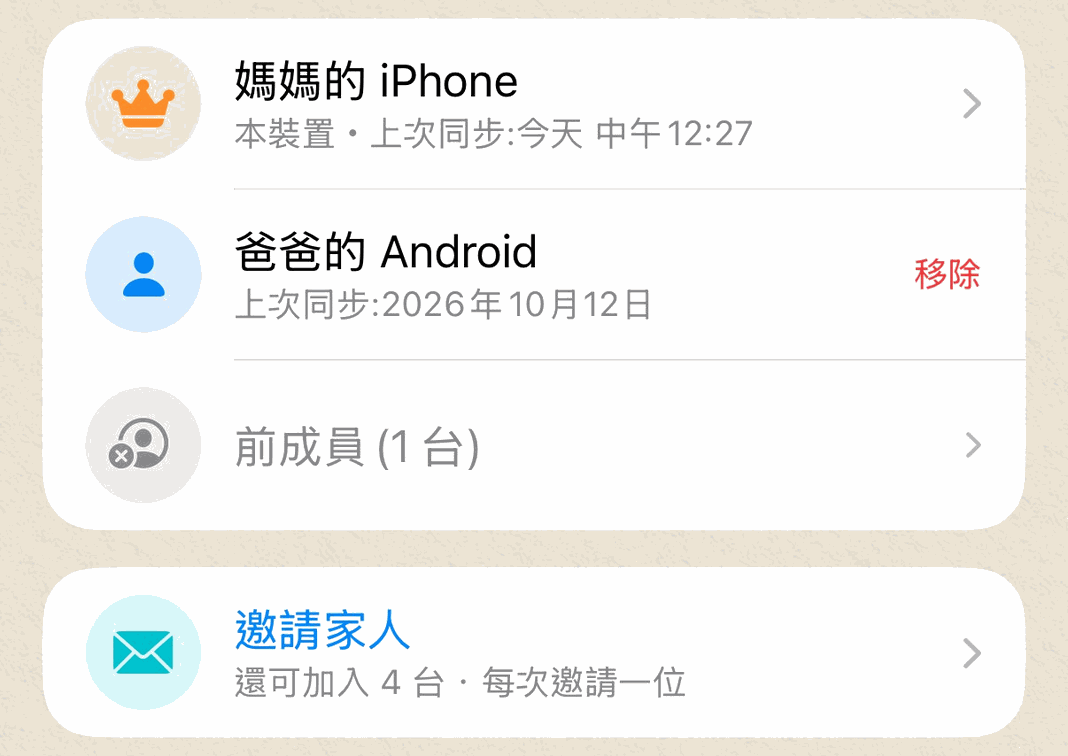 媽媽的 iPhone
本裝置・上次同步:今天 中午12:27
爸爸的 Android
上次同步:2026年10月12日
移除
前成員 (1 台)
邀請家人
還可加入 4 台 · 每次邀請一位